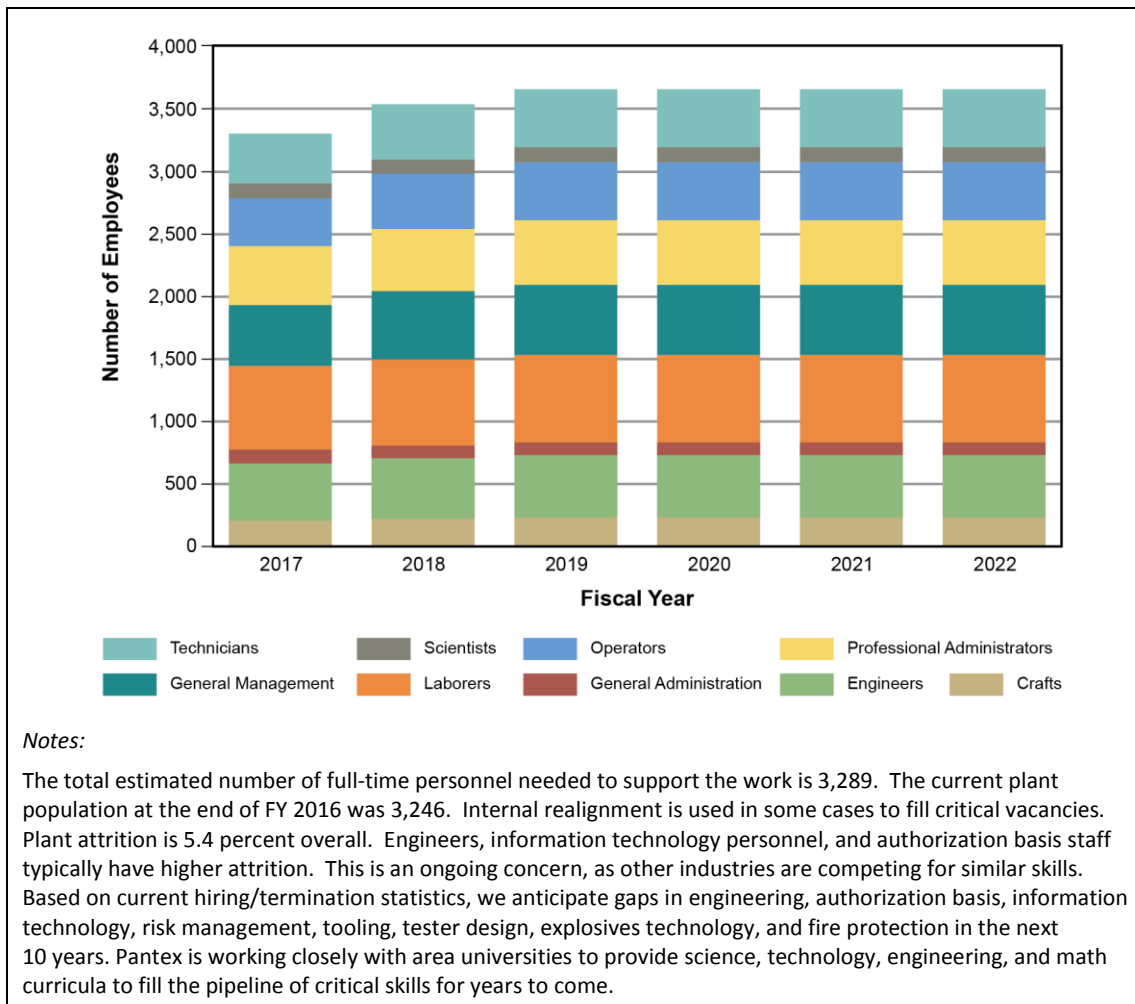 4,000
3,500
3,000
2,500
2,000
1,500
1,000
500
0
Number of Employees
2017 2018 2019 2020 2021 2022
Fiscal Year
Technicians Scientists Operators Professional Administrators
General Management Laborers General Administration Engineers Crafts
Notes:
The total estimated number of full-time personnel needed to support the work is 3,289. The current plant
population at the end of FY 2016 was 3,246. Internal realignment is used in some cases to fill critical vacancies.
Plant attrition is 5.4 percent overall. Engineers, information technology personnel, and authorization basis staff
typically have higher attrition. This is an ongoing concern, as other industries are competing for similar skills.
Based on current hiring/termination statistics, we anticipate gaps in engineering, authorization basis, information
technology, risk management, tooling, tester design, explosives technology, and fire protection in the next
10 years. Pantex is working closely with area universities to provide science, technology, engineering, and math
curricula to fill the pipeline of critical skills for years to come.